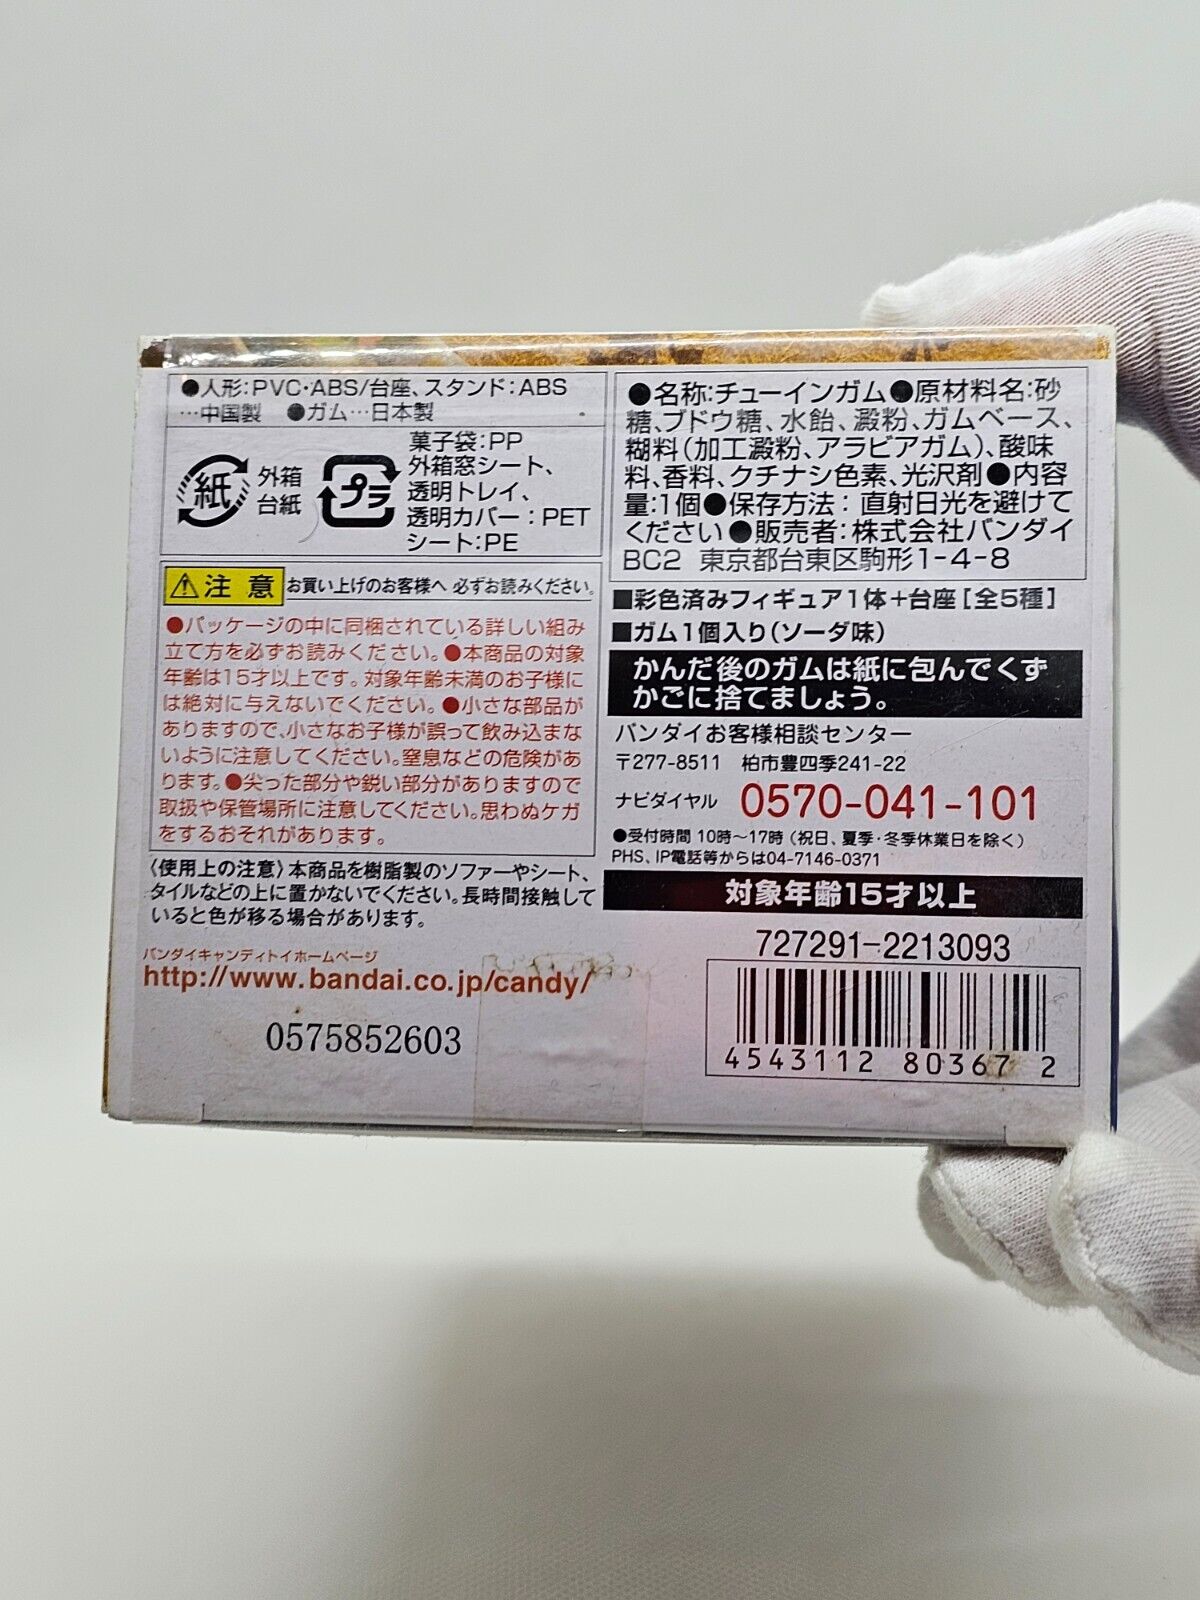 ●人形:PVC・ABS/台座、スタンド:ABS
…中国製 ●ガム…日本製
紙
外箱
台紙
プラ
菓子袋:PP
外箱窓シート、
透明トレイ、
透明カバー:PET
シート:PE
注意 お買い上げのお客様へ 必ずお読みください。
●パッケージの中に同梱されている詳しい組み
立て方を必ずお読みください。●本商品の対象
年齢は15才以上です。対象年齢未満のお子様に
は絶対に与えないでください。●小さな部品が
ありますので、小さなお子様が誤って飲み込まな
いように注意してください。窒息などの危険があ
ります。●尖った部分や鋭い部分がありますので
取扱や保管場所に注意してください。思わぬケガ
をするおそれがあります。
〈使用上の注意〉本商品を樹脂製のソファーやシート、
タイルなどの上に置かないでください。長時間接触して
いると色が移る場合があります。
バンダイキャンディトイホームページ
http://www.bandai.co.jp/candy/
0575852603
●名称:チューインガム●原材料名:砂
糖、ブドウ糖、水飴、澱粉、ガムベース、
糊料(加工澱粉、アラビアガム)、酸味
料、香料、クチナシ色素、光沢剤●内容
量:1個●保存方法:直射日光を避けて
ください●販売者:株式会社バンダイ
BC2 東京都台東区駒形1-4-8
■彩色済みフィギュア1体+台座[全5種]
■ガム1個入り(ソーダ味)
かんだ後のガムは紙に包んでくず
かごに捨てましょう。
バンダイお客様相談センター
〒277-8511 柏市豊四季241-22
ナビダイヤル 0570-041-101
●受付時間 10時〜17時(祝日、夏季・冬季休業日を除く)
PHS、IP電話等からは04-7146-0371
対象年齢15才以上
727291-2213093
4543112 803672